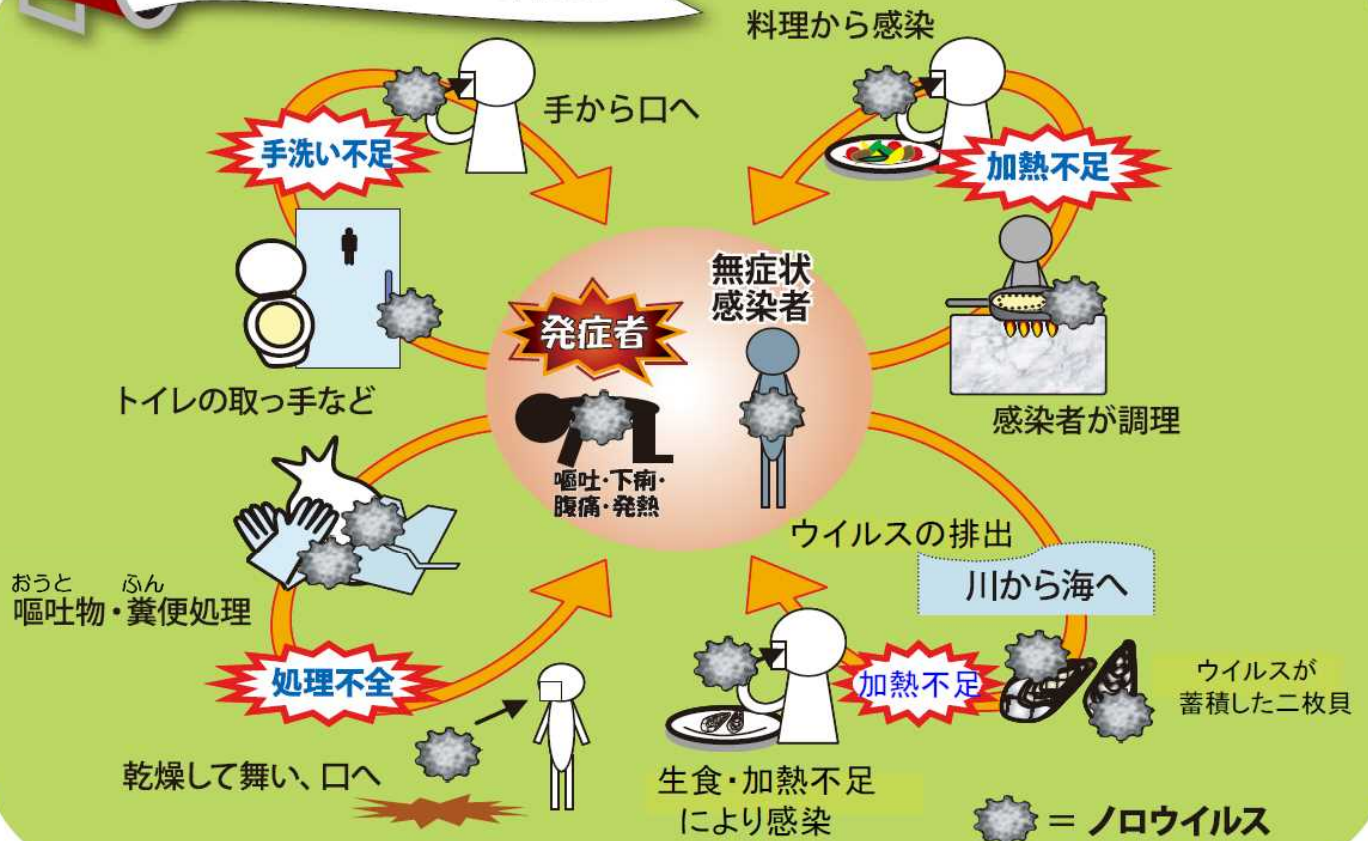 料理から感染
手から口へ
手洗い不足
加熱不足
無症状
感染者
発症者
トイレの取っ手など
感染者が調理
嘔吐・下痢・
腹痛・発熱
ウイルスの排出
川から海へ
おうと ふん
嘔吐物・糞便処理
処理不全
加熱不足
ウイルスが
蓄積した二枚貝
乾燥して舞い、口へ
生食・加熱不足
により感染
= ノロウイルス